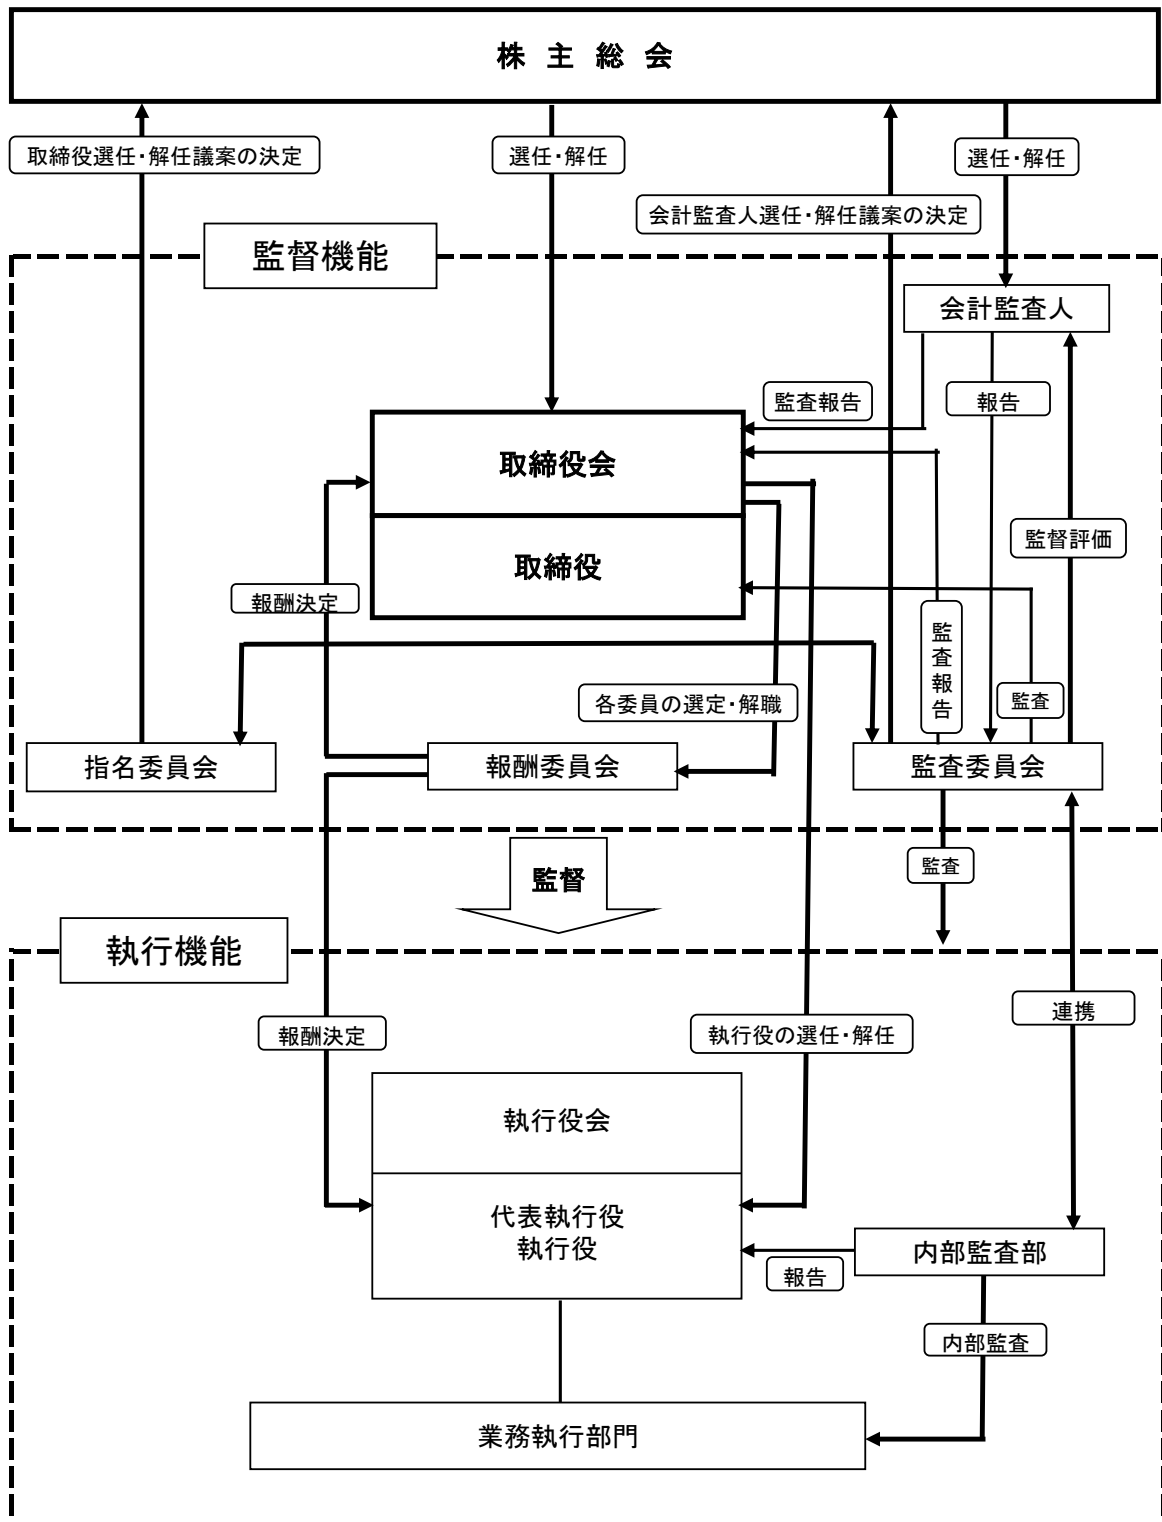 株 主 総 会
取締役選任・解任議案の決定
選任・解任
選任・解任
会計監査人選任・解任議案の決定
監督機能
会計監査人
監査報告
報告
取締役会
監督評価
取締役
報酬決定
監査報告
監査
各委員の選定・解職
指名委員会
報酬委員会
監査委員会
監督
監査
執行機能
連携
報酬決定
執行役の選任・解任
執行役会
代表執行役
執行役
内部監査部
報告
内部監査
業務執行部門